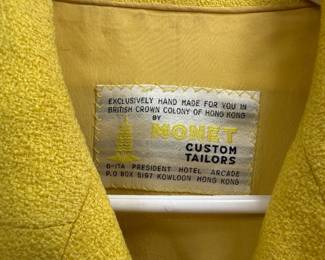 EXCLUSIVELY HAND MADE FOR YOU IN
BRITISH CROWN COLONY OF HONG KONG
BY
MONET
CUSTOM
TAILORS
PRESIDENT HOTEL ARCADE
P.O BOX 6197 KOWLOON HONG KONG